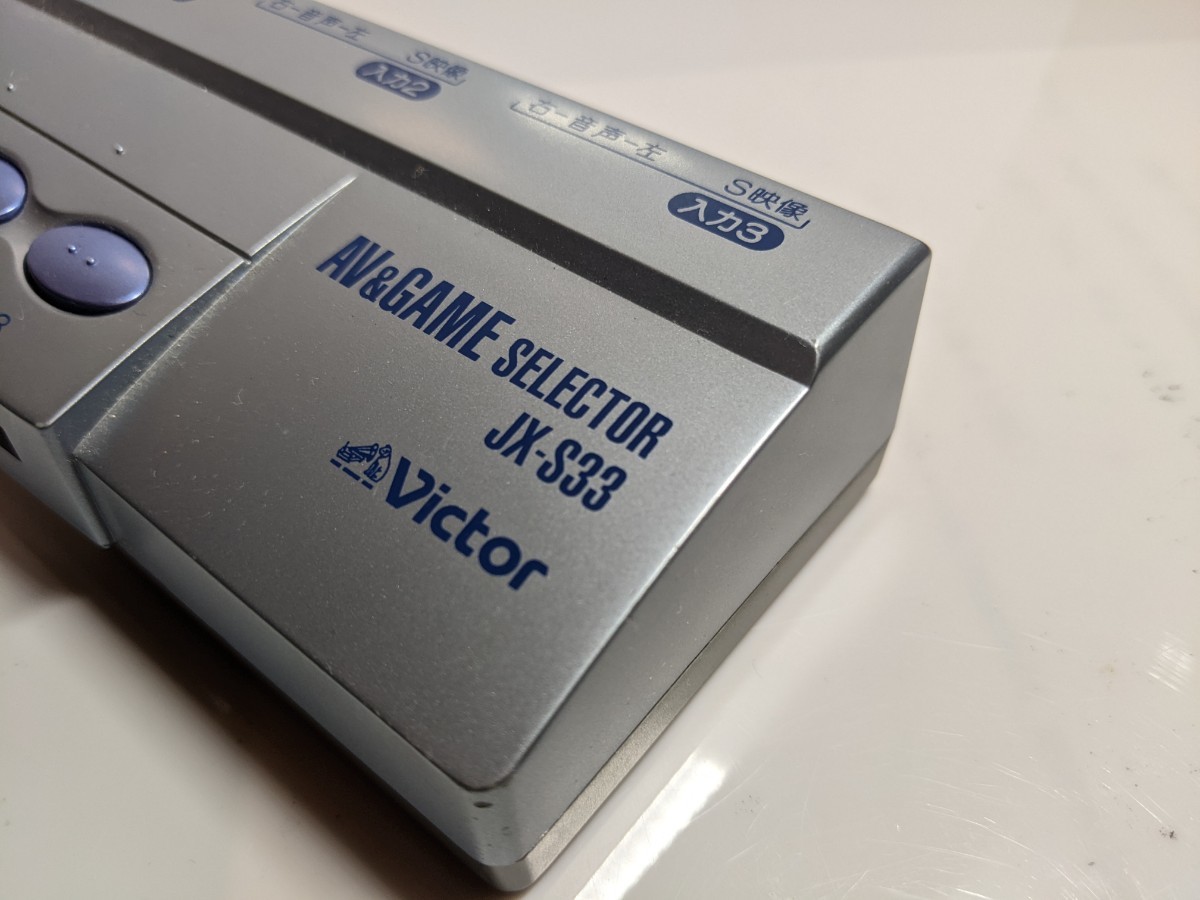 右-音声-左
S映像
入力2
右-音声-左
S映像
入力3
AV&GAME SELECTOR
JX-S33
Victor